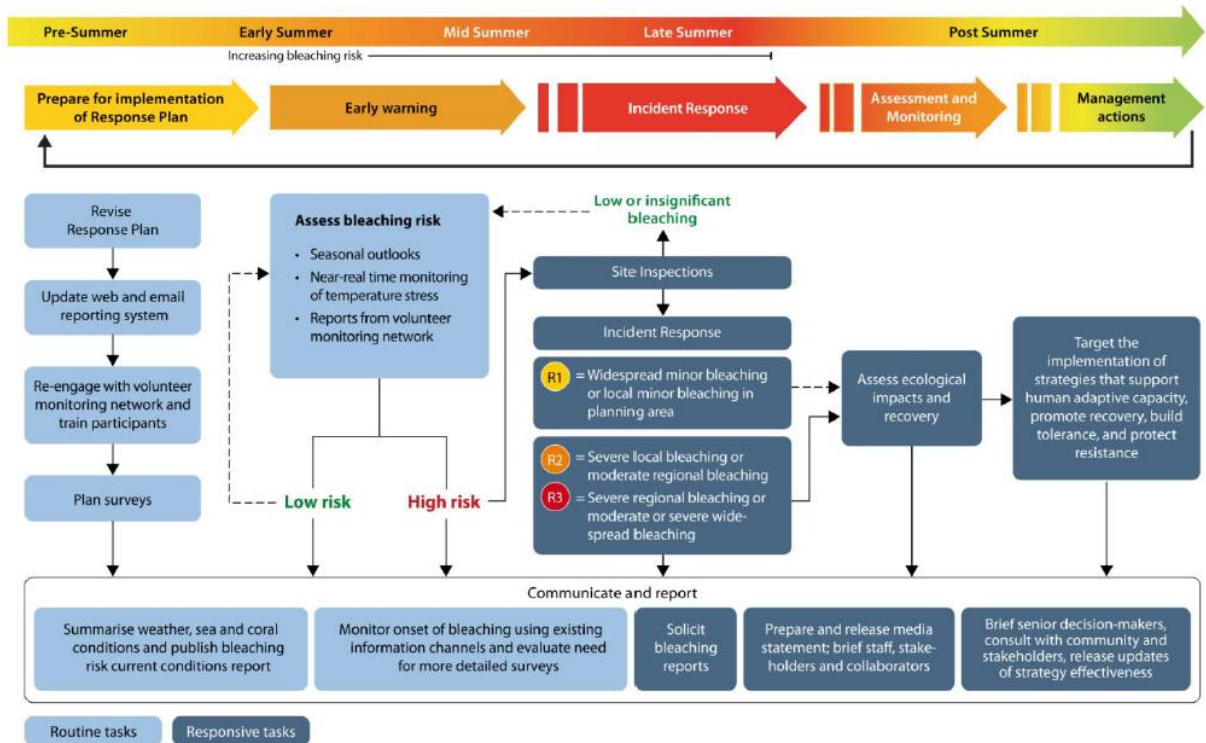 Pre-Summer
Early Summer
Mid Summer
Late Summer
Post Summer
Increasing bleaching risk
Prepare for implementation
of Response Plan
Early warning
Incident Response
Assessment and
Monitoring
Management
actions
Revise
Response Plan
Update web and email
reporting system
Re-engage with volunteer
monitoring network and
train participants
Plan surveys
Assess bleaching risk
• Seasonal outlooks
• Near-real time monitoring
of temperature stress
• Reports from volunteer
monitoring network
Low risk
High risk
Low or insignificant
bleaching
Site Inspections
Incident Response
R1 = Widespread minor bleaching
or local minor bleaching in
planning area
R2 = Severe local bleaching or
moderate regional bleaching
R3 = Severe regional bleaching or
moderate or severe wide-
spread bleaching
Assess ecological
impacts and
recovery
Target the
implementation of
strategies that support
human adaptive capacity,
promote recovery, build
tolerance, and protect
resistance
Communicate and report
Summarise weather, sea and coral
conditions and publish bleaching
risk current conditions report
Monitor onset of bleaching using existing
information channels and evaluate need
for more detailed surveys
Solicit
bleaching
reports
Prepare and release media
statement; brief staff, stake-
holders and collaborators
Brief senior decision-makers,
consult with community and
stakeholders, release updates
of strategy effectiveness
Routine tasks
Responsive tasks